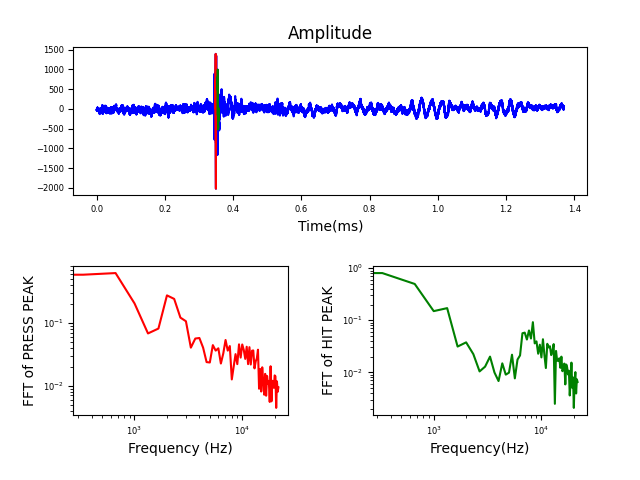 Amplitude
1500
1000
500
0
−500
−1000
−1500
−2000
0.0 0.2 0.4 0.6 0.8 1.0 1.2 1.4
Time(ms)
FFT of PRESS PEAK
10⁻¹
10⁻²
10³ 10⁴
Frequency (Hz)
FFT of HIT PEAK
10⁰
10⁻¹
10⁻²
10³ 10⁴
Frequency(Hz)